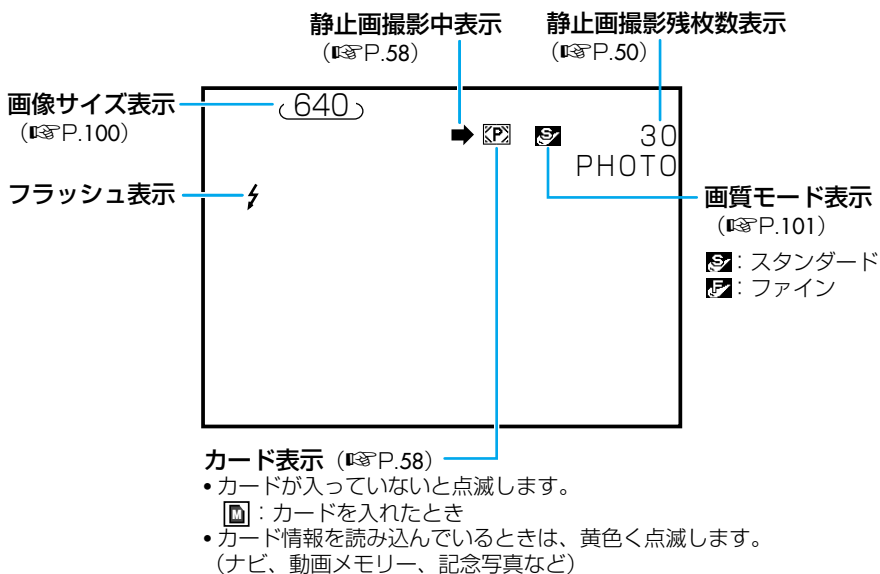 静止画撮影中表示
（☞P.58）
静止画撮影残枚数表示
（☞P.50）
画像サイズ表示
（☞P.100）
640
P
S
30
PHOTO
フラッシュ表示
画質モード表示
（☞P.101）
S：スタンダード
F：ファイン
カード表示（☞P.58）
•カードが入っていないと点滅します。
M：カードを入れたとき
•カード情報を読み込んでいるときは、黄色く点滅します。
（ナビ、動画メモリー、記念写真など）